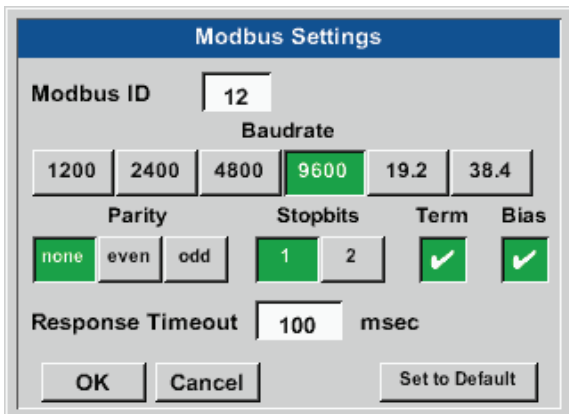 Modbus Settings
Modbus ID 12
Baudrate
1200 2400 4800 9600 19.2 38.4
Parity Stopbits Term Bias
none even odd 1 2 ✔ ✔
Response Timeout 100 msec
OK Cancel Set to Default